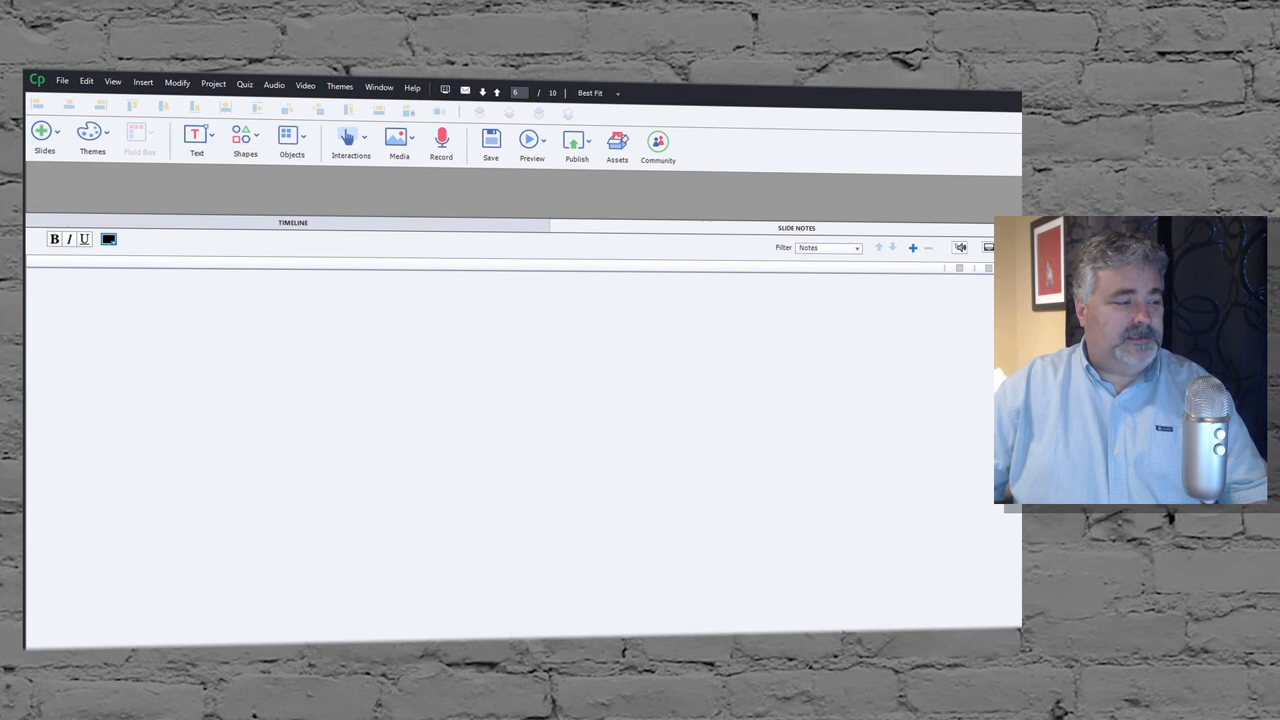 Cp File Edit View Insert Modify Project Quiz Audio Video Themes Window Help 6 / 10 Best Fit
Slides Themes Fluid Box Text Shapes Objects Interactions Media Record Save Preview Publish Assets Community
TIMELINE SLIDE NOTES
B I U Filter Notes